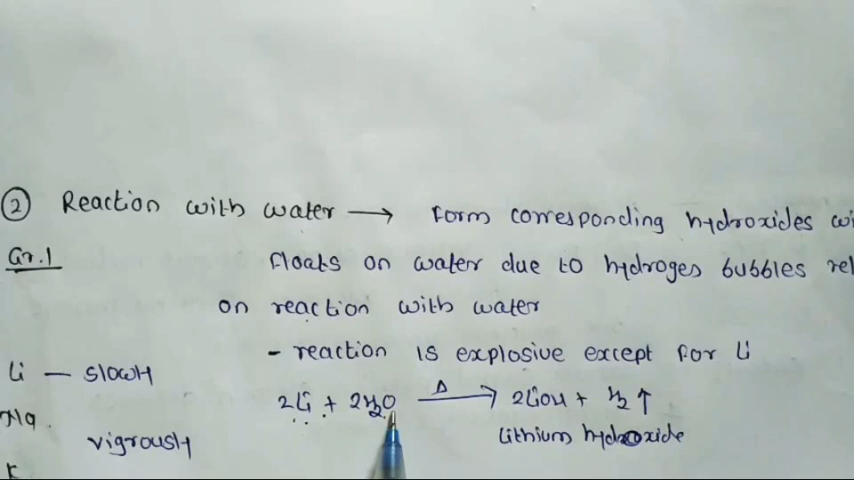 ② Reaction with water → Form corresponding hydroxides wi
Gr.1 Floats on water due to hydroges bubbles rel
on reaction with water
- reaction is explosive except for Li
Li — slowly
2Li + 2H₂O —Δ→ 2LiOH + H₂ ↑
Na.
vigrously
Lithium hydroxide
K